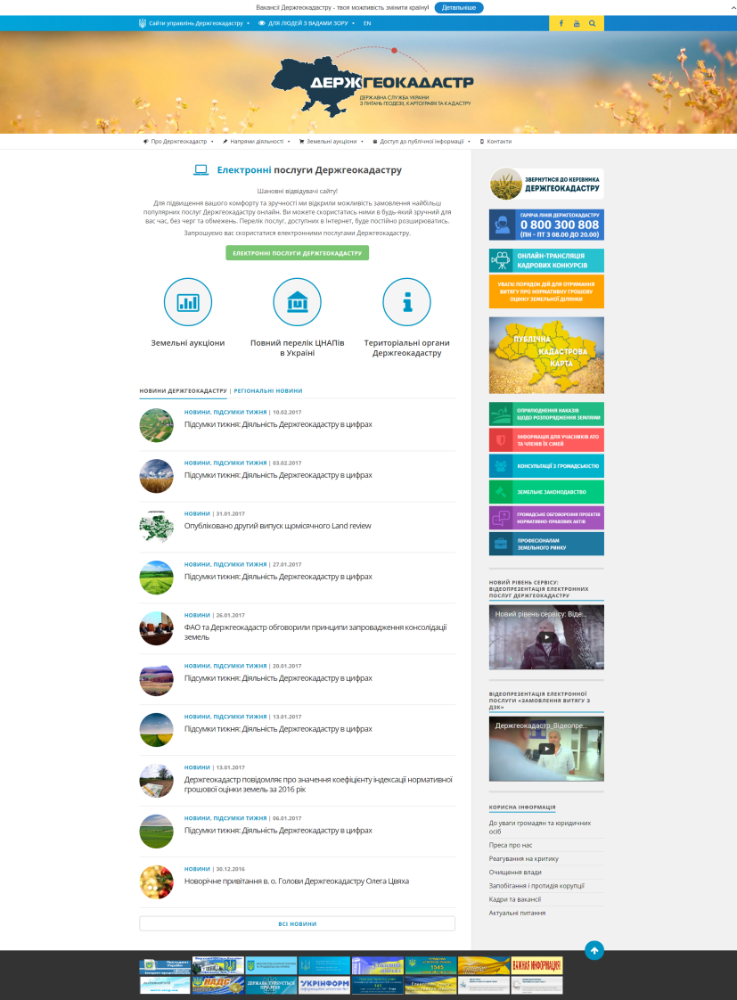 Вакансії Держгеокадастру - твоя можливість змінити країну! Детальніше
Сайти управлінь Держгеокадастру ДЛЯ ЛЮДЕЙ З ВАДАМИ ЗОРУ EN
ДЕРЖГЕОКАДАСТР
ДЕРЖАВНА СЛУЖБА УКРАЇНИ
З ПИТАНЬ ГЕОДЕЗІЇ, КАРТОГРАФІЇ ТА КАДАСТРУ
Про Держгеокадастр Напрями діяльності Земельні аукціони Доступ до публічної інформації Контакти
Електронні послуги Держгеокадастру
Шановні відвідувачі сайту!
Для підвищення вашого комфорту та зручності ми відкрили можливість замовлення найбільш
популярних послуг Держгеокадастру онлайн. Ви можете скористатись ними в будь-який зручний для
вас час, без черг та обмежень. Перелік послуг, доступних в Інтернет, буде постійно розширюватись.
Запрошуємо вас скористатися електронними послугами Держгеокадастру.
ЕЛЕКТРОННІ ПОСЛУГИ ДЕРЖГЕОКАДАСТРУ
Земельні аукціони
Повний перелік ЦНАПів
в Україні
Територіальні органи
Держгеокадастру
НОВИНИ ДЕРЖГЕОКАДАСТРУ | РЕГІОНАЛЬНІ НОВИНИ
НОВИНИ, ПІДСУМКИ ТИЖНЯ | 10.02.2017
Підсумки тижня: Діяльність Держгеокадастру в цифрах
НОВИНИ, ПІДСУМКИ ТИЖНЯ | 03.02.2017
Підсумки тижня: Діяльність Держгеокадастру в цифрах
НОВИНИ | 31.01.2017
Опубліковано другий випуск щомісячного Land review
НОВИНИ, ПІДСУМКИ ТИЖНЯ | 27.01.2017
Підсумки тижня: Діяльність Держгеокадастру в цифрах
НОВИНИ | 26.01.2017
ФАО та Держгеокадастр обговорили принципи запровадження консолідації
земель
НОВИНИ, ПІДСУМКИ ТИЖНЯ | 20.01.2017
Підсумки тижня: Діяльність Держгеокадастру в цифрах
НОВИНИ, ПІДСУМКИ ТИЖНЯ | 13.01.2017
Підсумки тижня: Діяльність Держгеокадастру в цифрах
НОВИНИ | 13.01.2017
Держгеокадастр повідомляє про значення коефіцієнту індексації нормативної
грошової оцінки земель за 2016 рік
НОВИНИ, ПІДСУМКИ ТИЖНЯ | 06.01.2017
Підсумки тижня: Діяльність Держгеокадастру в цифрах
НОВИНИ | 30.12.2016
Новорічне привітання в. о. Голови Держгеокадастру Олега Цвяха
ВСІ НОВИНИ
ЗВЕРНУТИСЯ ДО КЕРІВНИКА
ДЕРЖГЕОКАДАСТРУ
ГАРЯЧА ЛІНІЯ ДЕРЖГЕОКАДАСТРУ
0 800 300 808
(ПН - ПТ З 08.00 ДО 20.00)
ОНЛАЙН-ТРАНСЛЯЦІЯ
КАДРОВИХ КОНКУРСІВ
УВАГА! ПОРЯДОК ДІЙ ДЛЯ ОТРИМАННЯ
ВИТЯГУ ПРО НОРМАТИВНУ ГРОШОВУ
ОЦІНКУ ЗЕМЕЛЬНОЇ ДІЛЯНКИ
ПУБЛІЧНА
КАДАСТРОВА
КАРТА
ОПРИЛЮДНЕННЯ НАКАЗІВ
ЩОДО РОЗПОРЯДЖЕННЯ ЗЕМЛЯМИ
ІНФОРМАЦІЯ ДЛЯ УЧАСНИКІВ АТО
ТА ЧЛЕНІВ ЇХ СІМЕЙ
КОНСУЛЬТАЦІЇ З ГРОМАДСЬКІСТЮ
ЗЕМЕЛЬНЕ ЗАКОНОДАВСТВО
ГРОМАДСЬКЕ ОБГОВОРЕННЯ ПРОЕКТІВ
НОРМАТИВНО-ПРАВОВИХ АКТІВ
ПРОФЕСІОНАЛАМ
ЗЕМЕЛЬНОГО РИНКУ
НОВИЙ РІВЕНЬ СЕРВІСУ:
ВІДЕОПРЕЗЕНТАЦІЯ ЕЛЕКТРОННИХ
ПОСЛУГ ДЕРЖГЕОКАДАСТРУ
Новий рівень сервісу: Віде...
ВІДЕОПРЕЗЕНТАЦІЯ ЕЛЕКТРОННОЇ
ПОСЛУГИ «ЗАМОВЛЕННЯ ВИТЯГУ З
ДЗК»
Держгеокадастр_Відеопре...
КОРИСНА ІНФОРМАЦІЯ
До уваги громадян та юридичних
осіб
Преса про нас
Реагування на критику
Очищення влади
Запобігання і протидія корупції
Кадри та вакансії
Актуальні питання
1945
ВАЖНАЯ ИНФОРМАЦИЯ
НАДС
УКРІНФОРМ